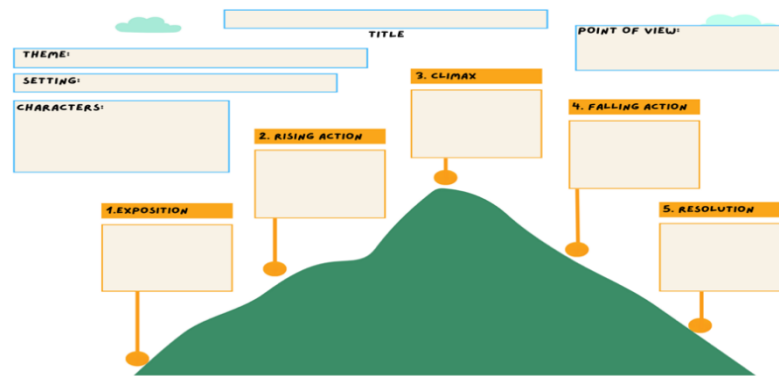 TITLE
POINT OF VIEW:
THEME:
SETTING:
CHARACTERS:
3. CLIMAX
4. FALLING ACTION
2. RISING ACTION
1.EXPOSITION
5. RESOLUTION